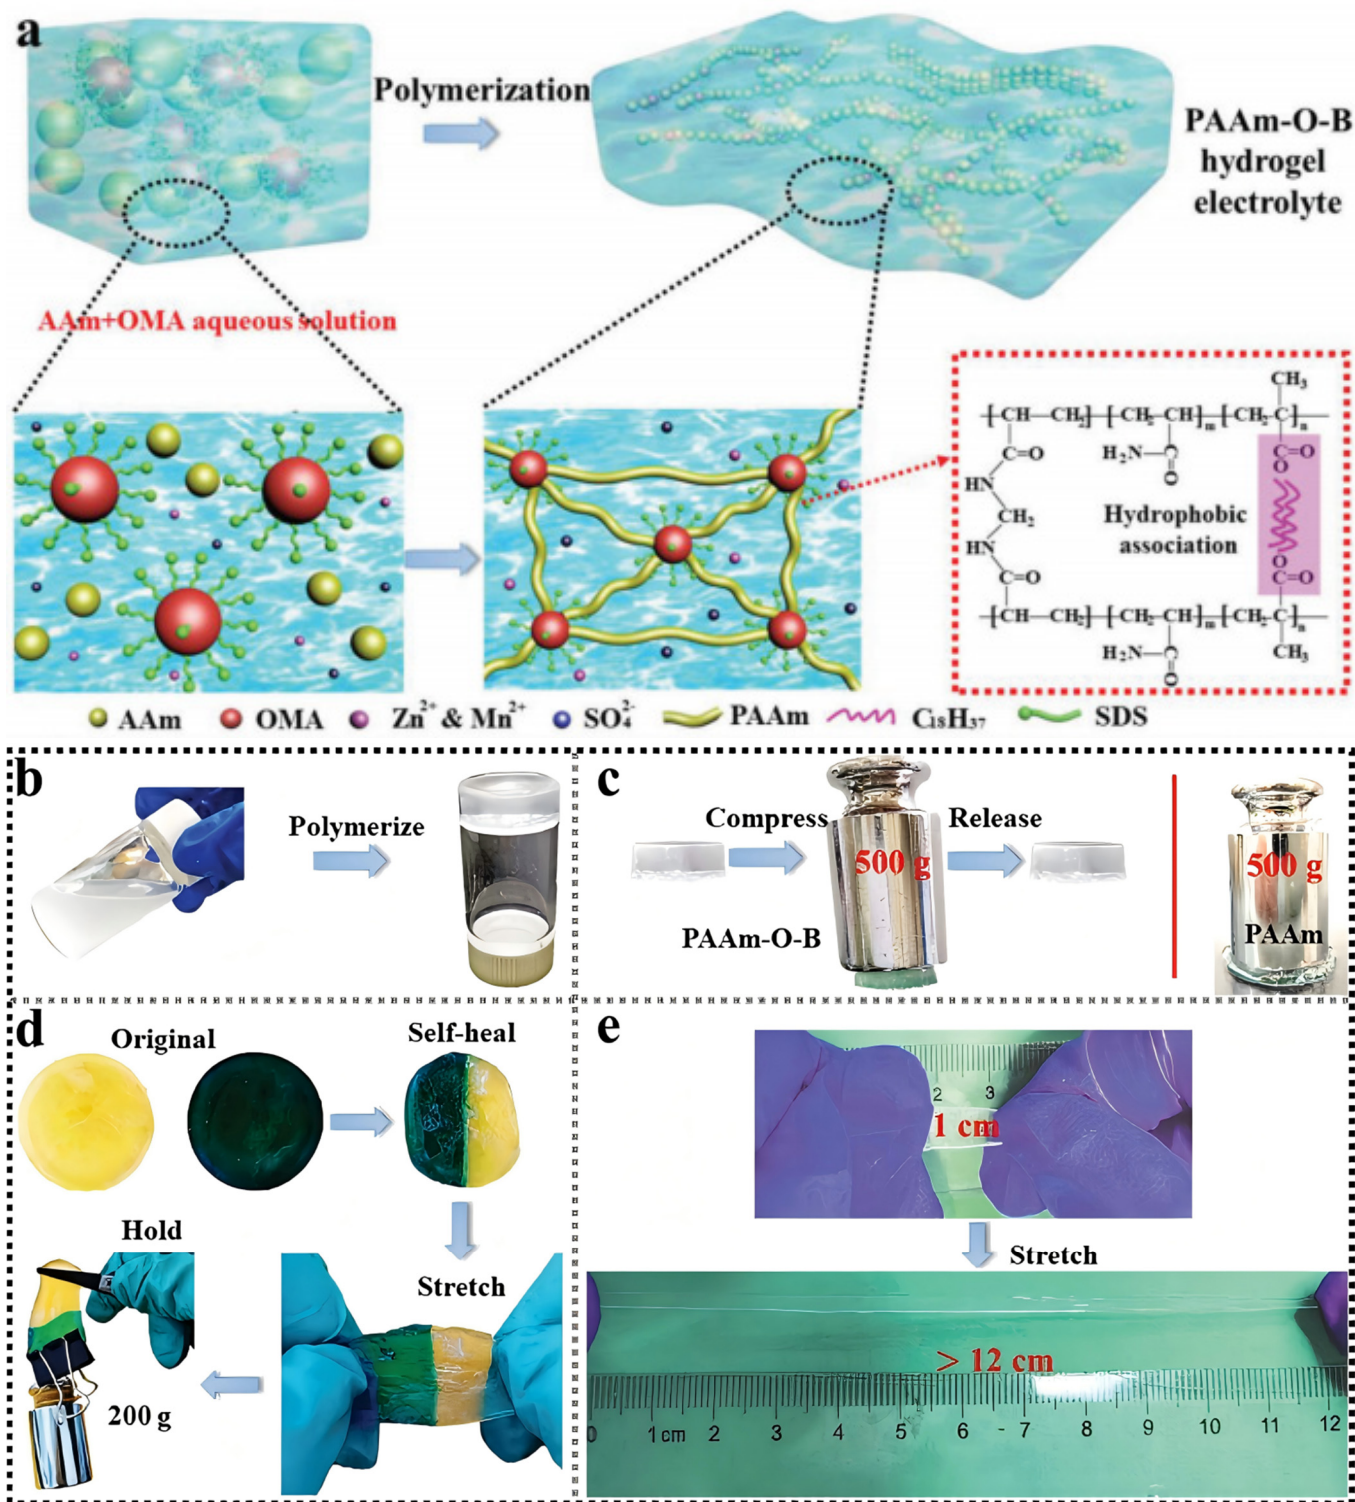 a
Polymerization
PAAm-O-B
hydrogel
electrolyte
AAm+OMA aqueous solution
CH₃
[CH—CH₂][CH₂-CH]ₘ[CH₂-C]ₙ
C=O
H₂N—C
O
C=O
O
HN
CH₂
Hydrophobic
association
HN
C=O
O
C=O
[CH—CH₂][CH₂-CH]ₘ[CH₂-C]ₙ
H₂N—C
O
CH₃
AAm
OMA
Zn²⁺ & Mn²⁺
SO₄²⁻
PAAm
C₁₈H₃₇
SDS
b
Polymerize
c
Compress
500 g
Release
PAAm-O-B
500 g
PAAm
d
Original
Self-heal
Stretch
Hold
200 g
e
2 3
1 cm
Stretch
> 12 cm
0 1cm 2 3 4 5 6 7 8 9 10 11 12